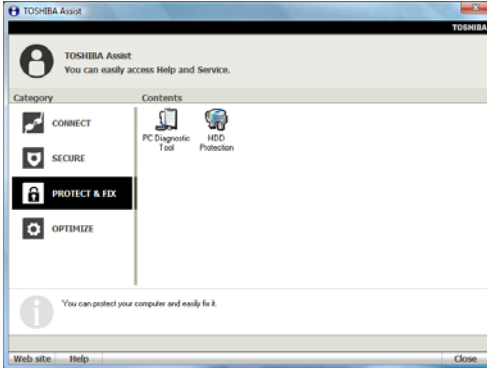 TOSHIBA Assist
TOSHIBA
TOSHIBA Assist
You can easily access Help and Service.
Category
Contents
CONNECT
SECURE
PROTECT & FIX
OPTIMIZE
PC Diagnostic
Tool
HDD
Protection
You can protect your computer and easily fix it.
Web site Help Close